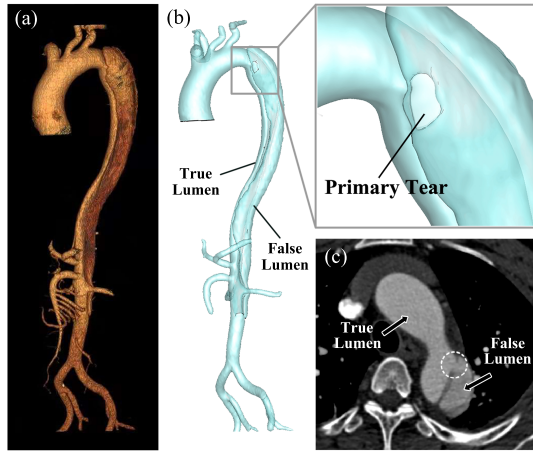 (a)
(b)
True
Lumen
False
Lumen
Primary Tear
(c)
True
Lumen
False
Lumen